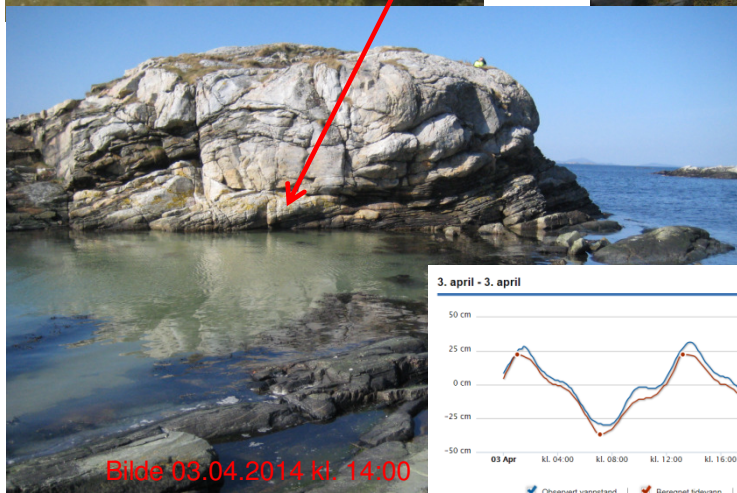 3. april - 3. april
50 cm
25 cm
0 cm
−25 cm
−50 cm
03 Apr kl. 04:00 kl. 08:00 kl. 12:00 kl. 16:00
Observert vannstand | Beregnet tidevann |
Bilde 03.04.2014 kl. 14:00